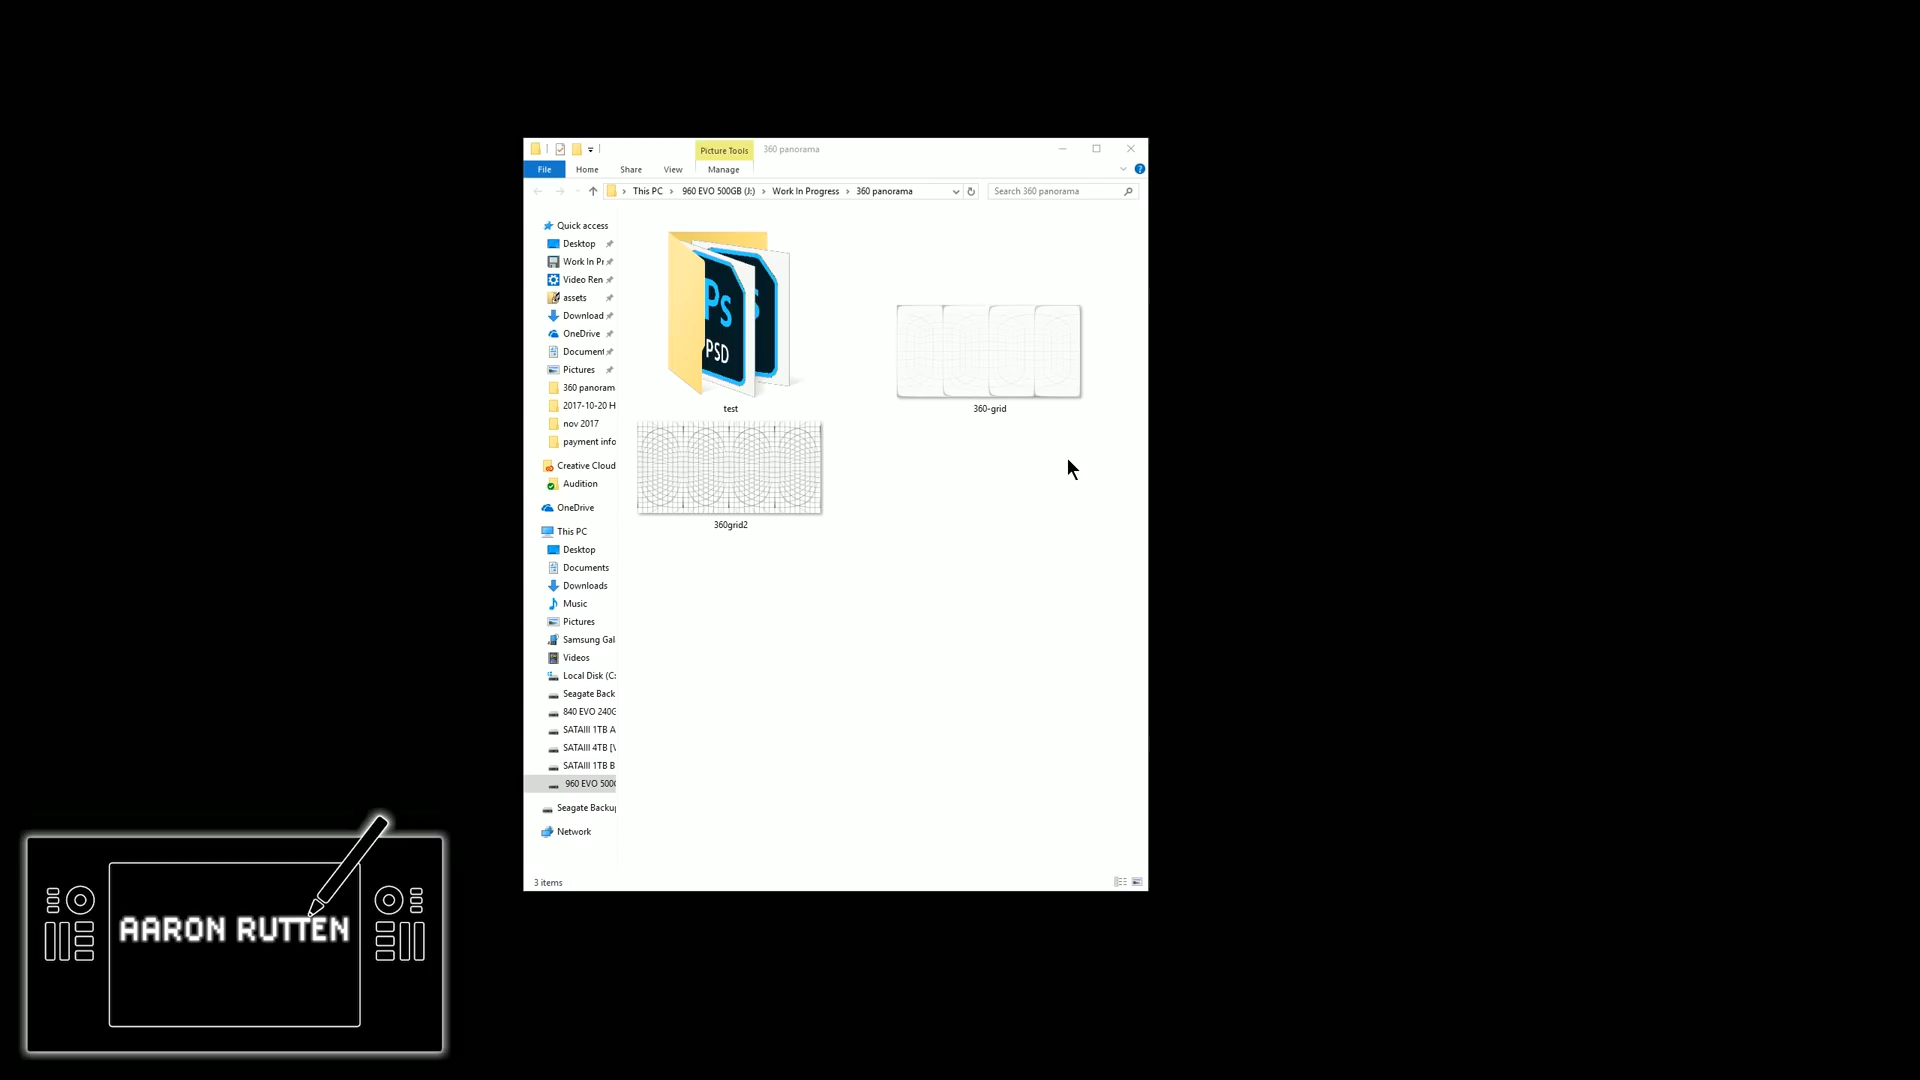 Picture Tools
360 panorama
File
Home
Share
View
Manage
This PC
960 EVO 500GB (J:)
Work In Progress
360 panorama
Search 360 panorama
Quick access
Desktop
Work In Pr
Video Ren
assets
Download
OneDrive
Document
Pictures
360 panoram
2017-10-20 H
nov 2017
payment info
Creative Cloud
Audition
OneDrive
This PC
Desktop
Documents
Downloads
Music
Pictures
Samsung Gal
Videos
Local Disk (C:
Seagate Back
840 EVO 240G
SATAIII 1TB A
SATAIII 4TB [V
SATAIII 1TB B
960 EVO 500G
Seagate Backup
Network
Ps
PSD
test
360-grid
360grid2
3 items
AARON RUTTEN